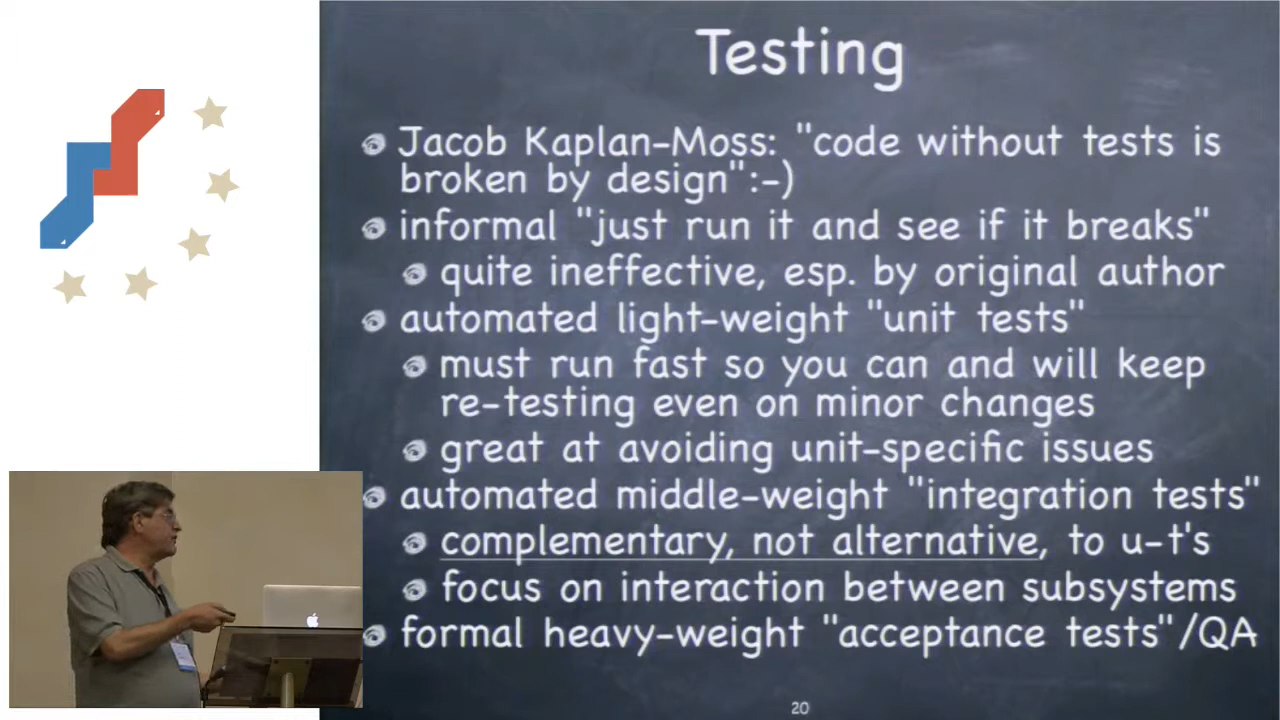 Testing
Jacob Kaplan-Moss: "code without tests is
broken by design":-)
informal "just run it and see if it breaks"
quite ineffective, esp. by original author
automated light-weight "unit tests"
must run fast so you can and will keep
re-testing even on minor changes
great at avoiding unit-specific issues
automated middle-weight "integration tests"
complementary, not alternative, to u-t's
focus on interaction between subsystems
formal heavy-weight "acceptance tests"/QA
20